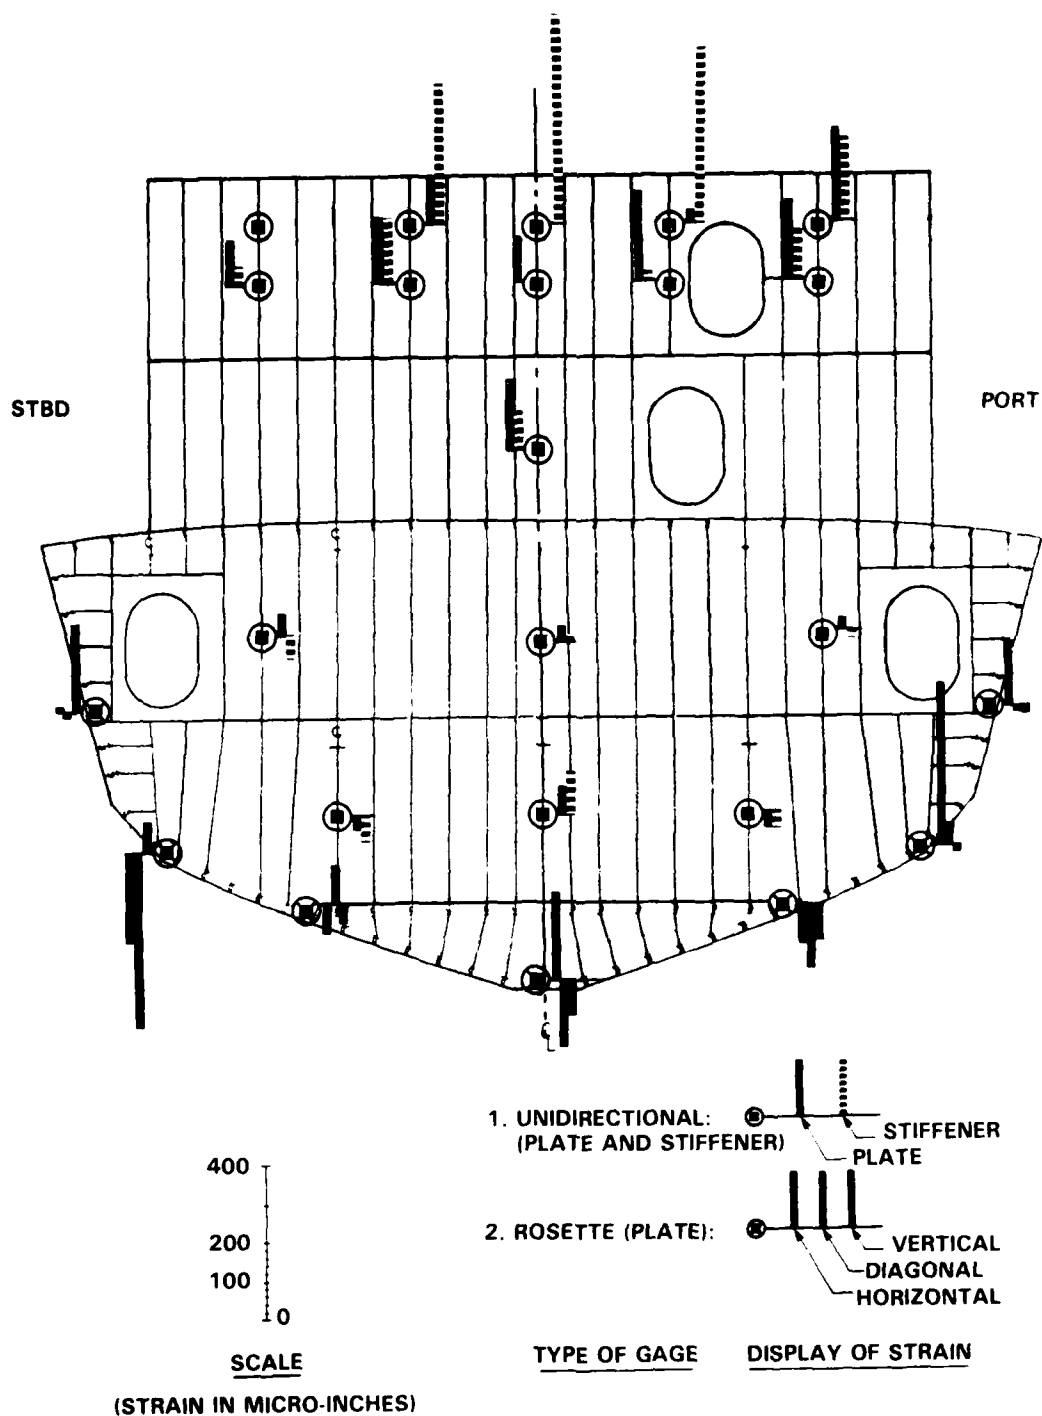 STBD
PORT
1. UNIDIRECTIONAL:
(PLATE AND STIFFENER)
STIFFENER
PLATE
400
200
100
0
2. ROSETTE (PLATE):
VERTICAL
DIAGONAL
HORIZONTAL
SCALE
TYPE OF GAGE
DISPLAY OF STRAIN
(STRAIN IN MICRO-INCHES)